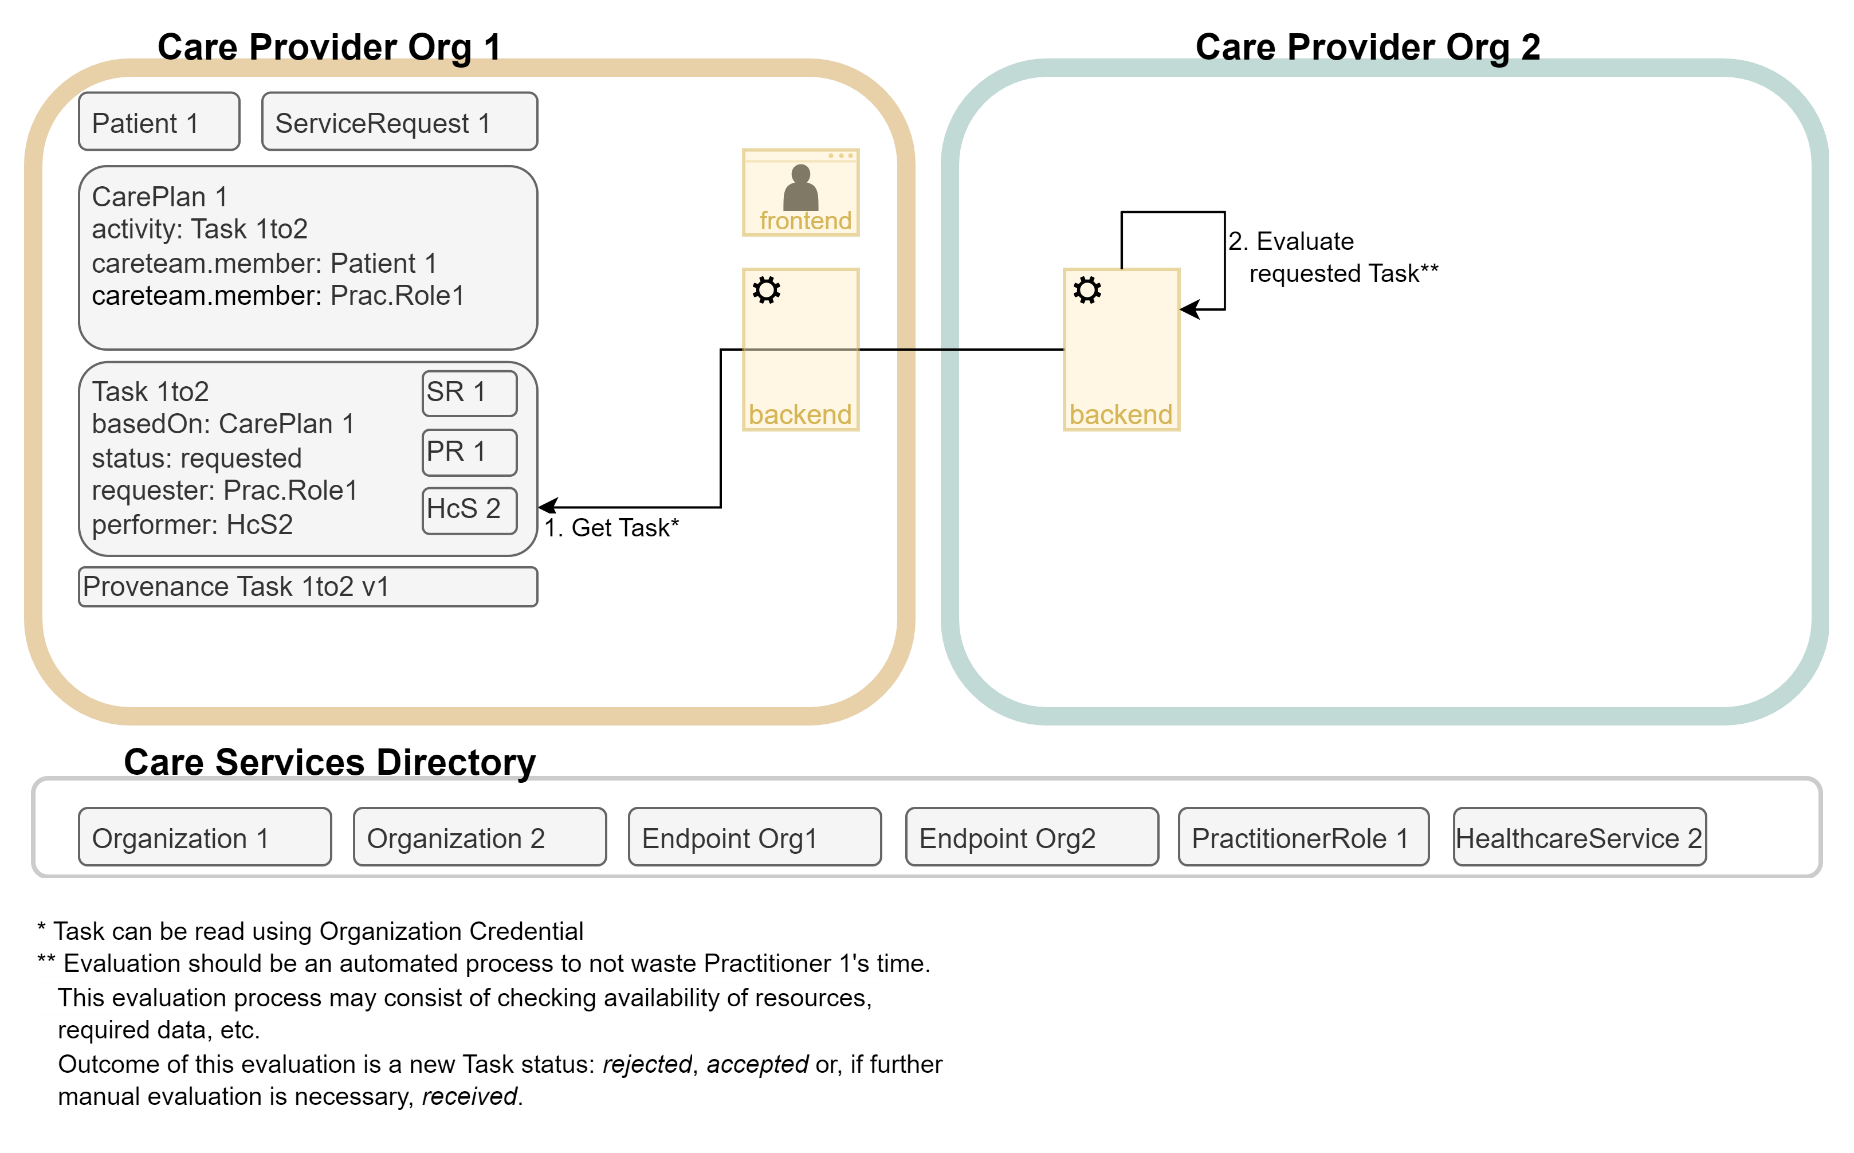 Care Provider Org 1
Care Provider Org 2
Patient 1
ServiceRequest 1
CarePlan 1
activity: Task 1to2
careteam.member: Patient 1
careteam.member: Prac.Role1
frontend
backend
backend
2. Evaluate
requested Task**
Task 1to2
basedOn: CarePlan 1
status: requested
requester: Prac.Role1
performer: HcS2
SR 1
PR 1
HcS 2
1. Get Task*
Provenance Task 1to2 v1
Care Services Directory
Organization 1
Organization 2
Endpoint Org1
Endpoint Org2
PractitionerRole 1
HealthcareService 2
* Task can be read using Organization Credential
** Evaluation should be an automated process to not waste Practitioner 1's time.
This evaluation process may consist of checking availability of resources,
required data, etc.
Outcome of this evaluation is a new Task status: rejected, accepted or, if further
manual evaluation is necessary, received.